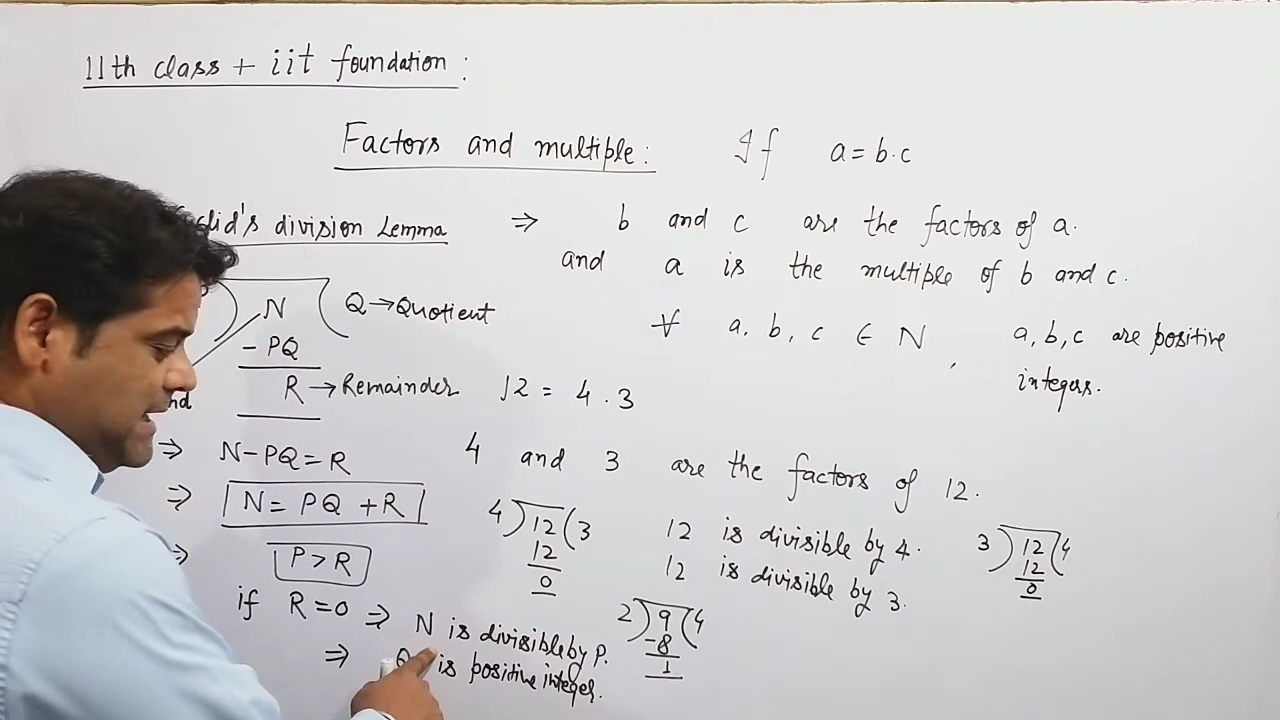 11th class + iit foundation :
Factors and multiple : If a = b·c
clid's division Lemma ⇒ b and c are the factors of a.
and a is the multiple of b and c.
N Q → Quotient
∀ a, b, c ∈ N , a, b, c are positive
integers.
- PQ
R → Remainder 12 = 4 . 3
nd
⇒ N-PQ = R 4 and 3 are the factors of 12.
⇒ N = PQ + R
4 ) 12 ( 3
12
0
12 is divisible by 4.
12 is divisible by 3.
3 ) 12 ( 4
12
0
⇒ P > R
if R = 0 ⇒ N is divisible by P.
⇒ Q is positive integer.
2 ) 9 ( 4
-8
1